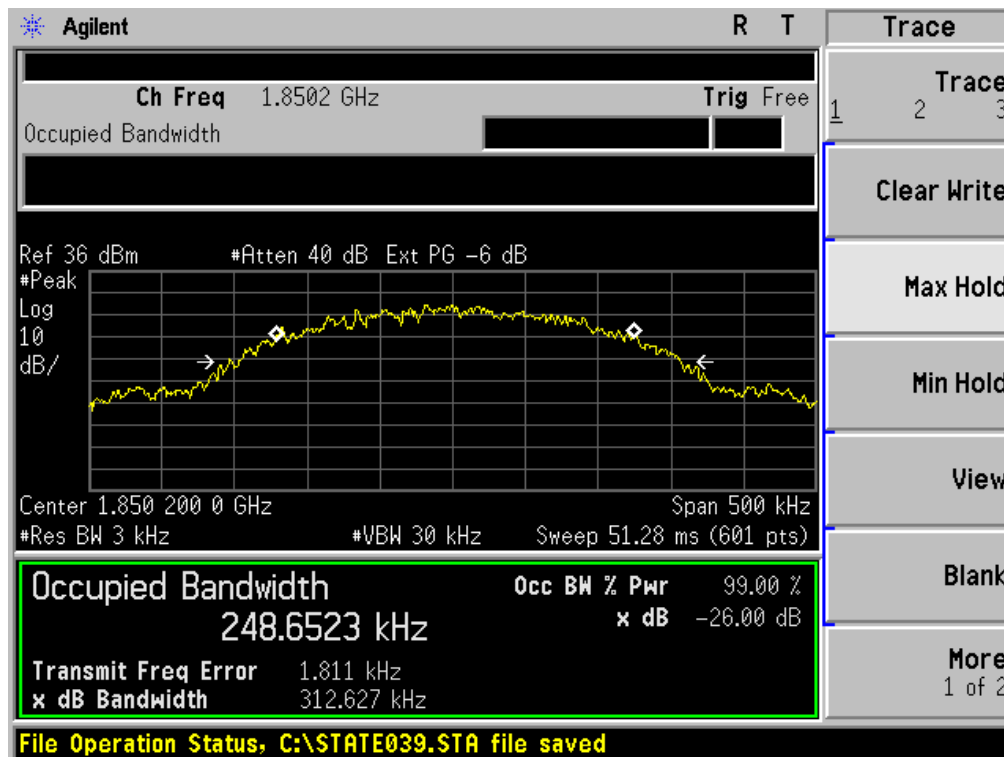 Agilent
R T
Trace
Ch Freq 1.8502 GHz
Trig Free
Occupied Bandwidth
Trace
1 2 3
Clear Write
Max Hold
Min Hold
View
Blank
More
1 of 2
Ref 36 dBm #Atten 40 dB Ext PG -6 dB
#Peak
Log
10
dB/
Center 1.850 200 0 GHz
Span 500 kHz
#Res BW 3 kHz #VBW 30 kHz Sweep 51.28 ms (601 pts)
Occupied Bandwidth
248.6523 kHz
Occ BW % Pwr 99.00 %
x dB -26.00 dB
Transmit Freq Error 1.811 kHz
x dB Bandwidth 312.627 kHz
File Operation Status, C:\STATE039.STA file saved